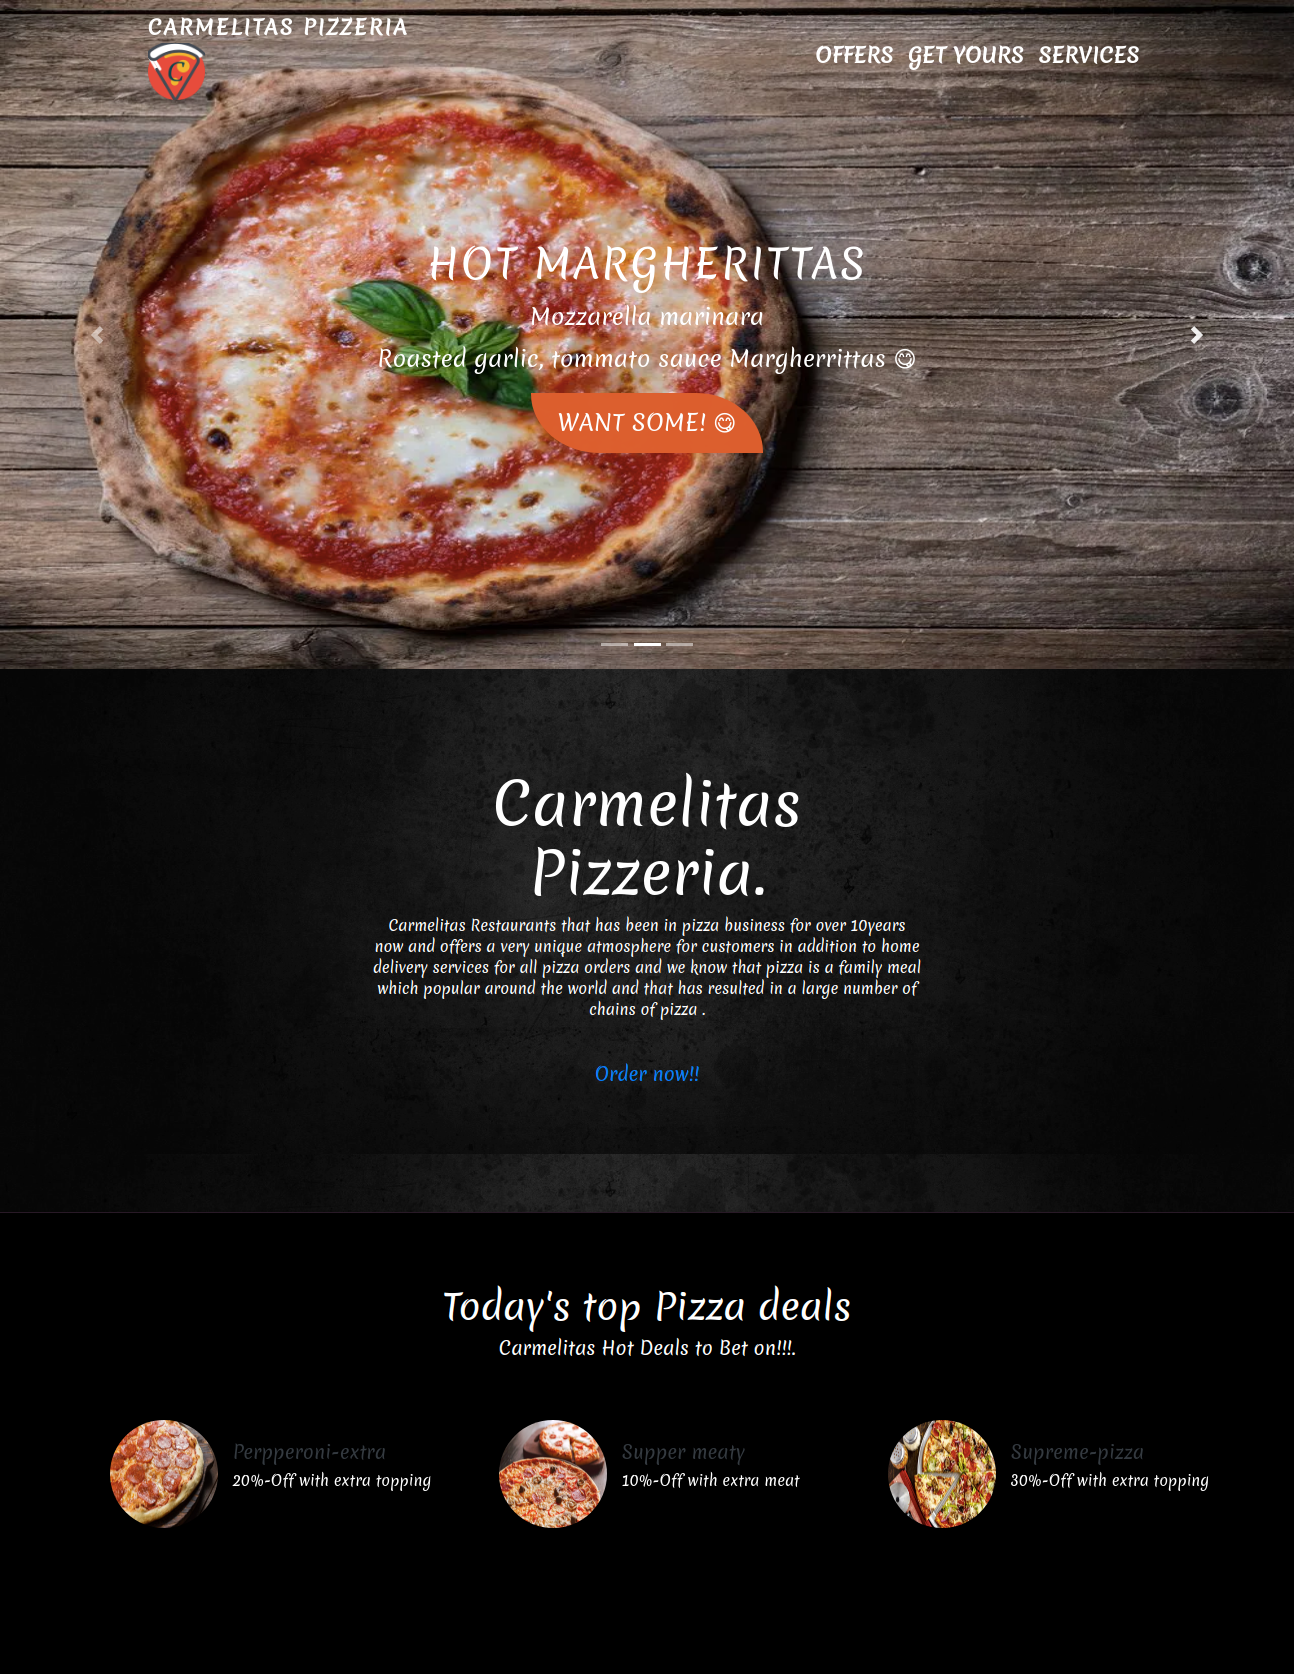 CARMELITAS PIZZERIA
C
OFFERS GET YOURS SERVICES
HOT MARGHERITTAS
Mozzarella marinara
Roasted garlic, tommato sauce Margherrittas 😋
WANT SOME! 😋
Carmelitas
Pizzeria.
Carmelitas Restaurants that has been in pizza business for over 10years
now and offers a very unique atmosphere for customers in addition to home
delivery services for all pizza orders and we know that pizza is a family meal
which popular around the world and that has resulted in a large number of
chains of pizza .
Order now!!
Today's top Pizza deals
Carmelitas Hot Deals to Bet on!!!.
Perpperoni-extra
20%-Off with extra topping
Supper meaty
10%-Off with extra meat
Supreme-pizza
30%-Off with extra topping